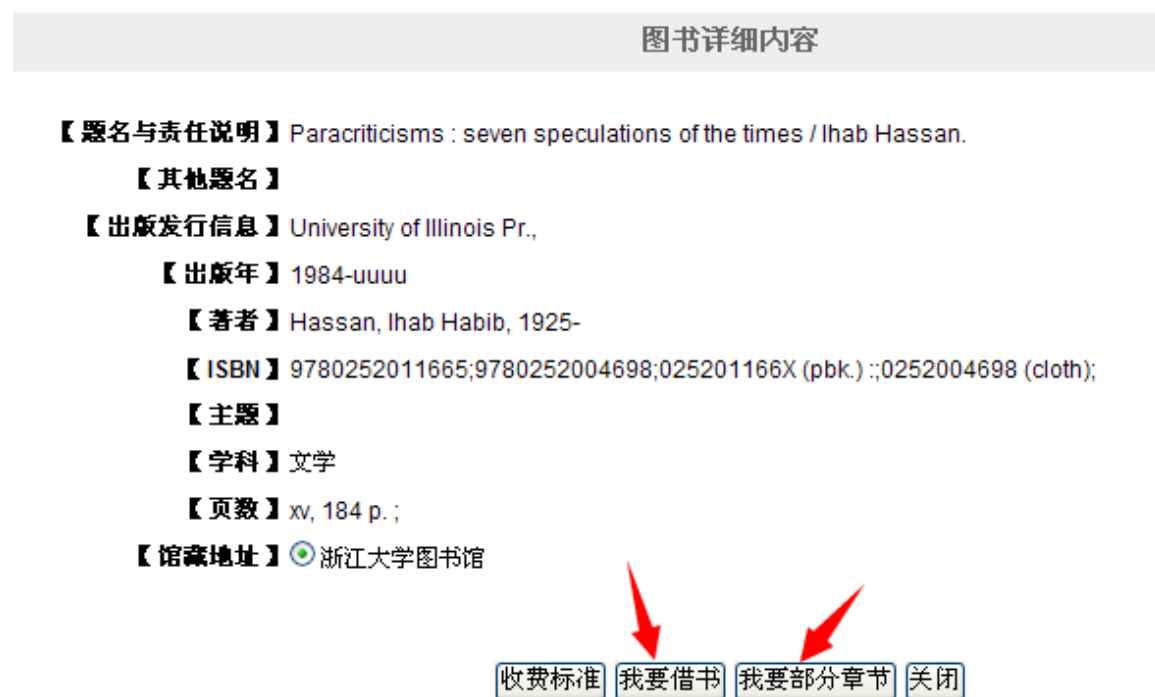 图书详细内容
【题名与责任说明】Paracriticisms : seven speculations of the times / Ihab Hassan.
【其他题名】
【出版发行信息】University of Illinois Pr.,
【出版年】1984-uuuu
【著者】Hassan, Ihab Habib, 1925-
【ISBN】9780252011665;9780252004698;025201166X (pbk.) :;0252004698 (cloth);
【主题】
【学科】文学
【页数】xv, 184 p. ;
【馆藏地址】浙江大学图书馆
收费标准 我要借书 我要部分章节 关闭